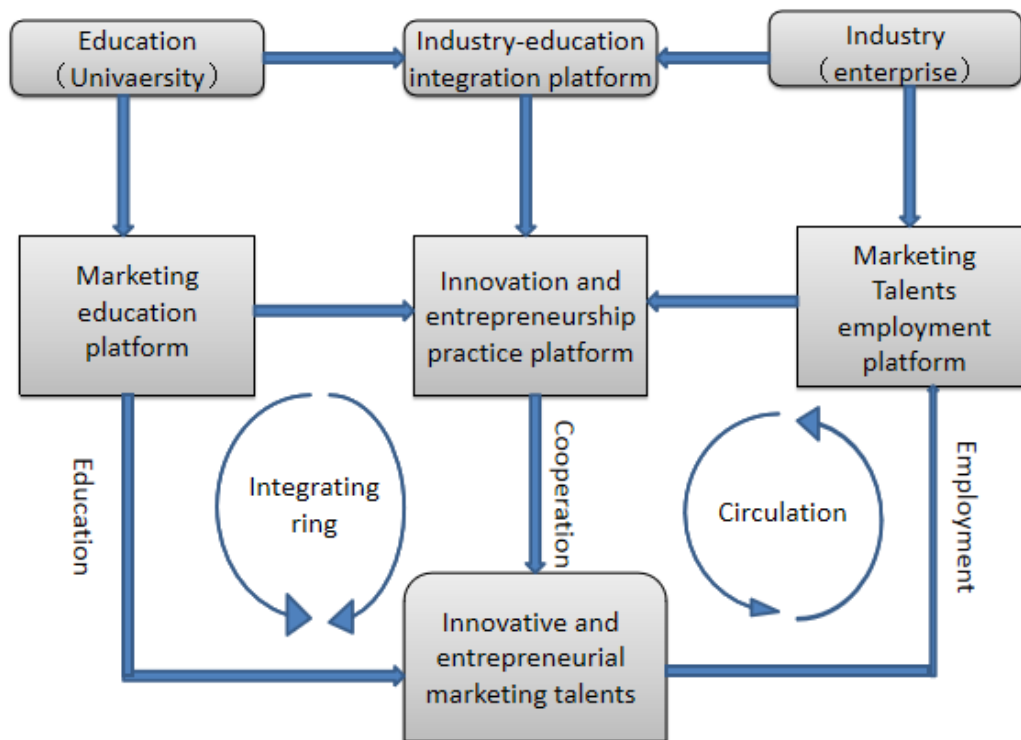 Education
（Univaersity）
Industry-education
integration platform
Industry
（enterprise）
Marketing
education
platform
Innovation and
entrepreneurship
practice platform
Marketing
Talents
employment
platform
Education
Integrating
ring
Cooperation
Circulation
Employment
Innovative and
entrepreneurial
marketing talents